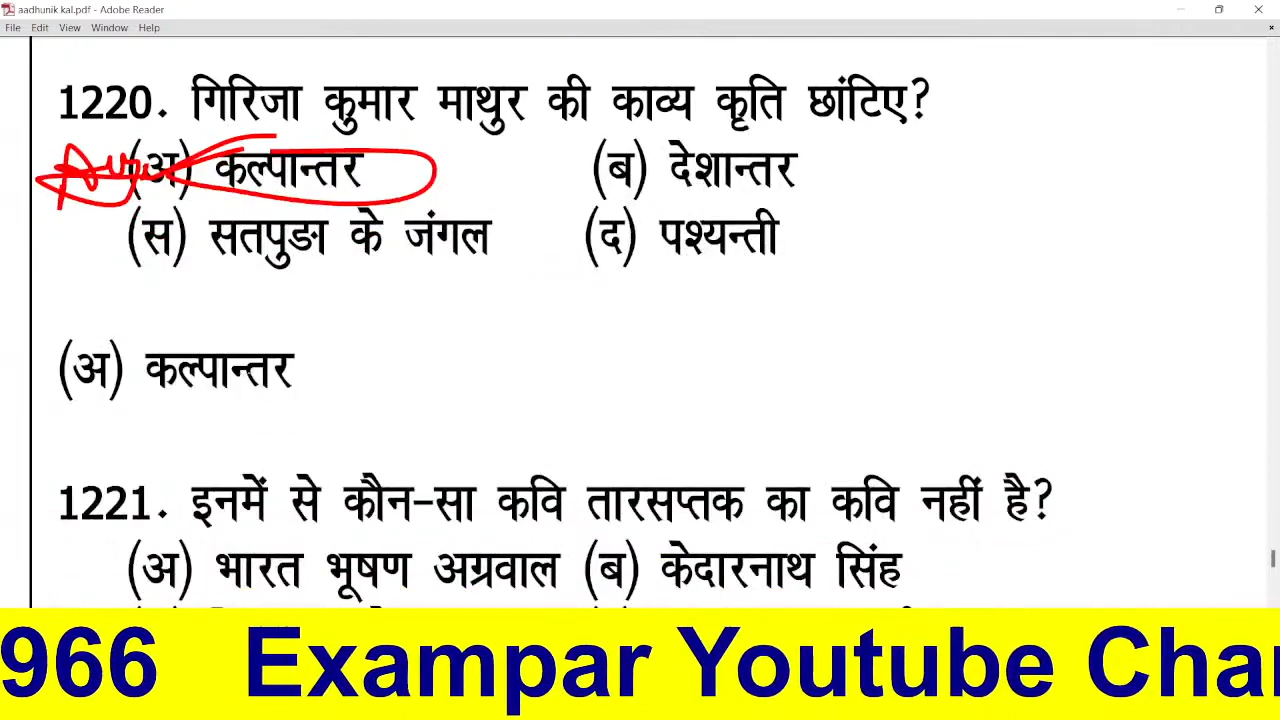 aadhunik kal.pdf - Adobe Reader
File Edit View Window Help
1220. गिरिजा कुमार माथुर की काव्य कृति छांटिए?
(अ) कल्पान्तर (ब) देशान्तर
(स) सतपुडा के जंगल (द) पश्यन्ती
(अ) कल्पान्तर
1221. इनमें से कौन-सा कवि तारसप्तक का कवि नहीं है?
(अ) भारत भूषण अग्रवाल (ब) केदारनाथ सिंह
966 Exampar Youtube Cha